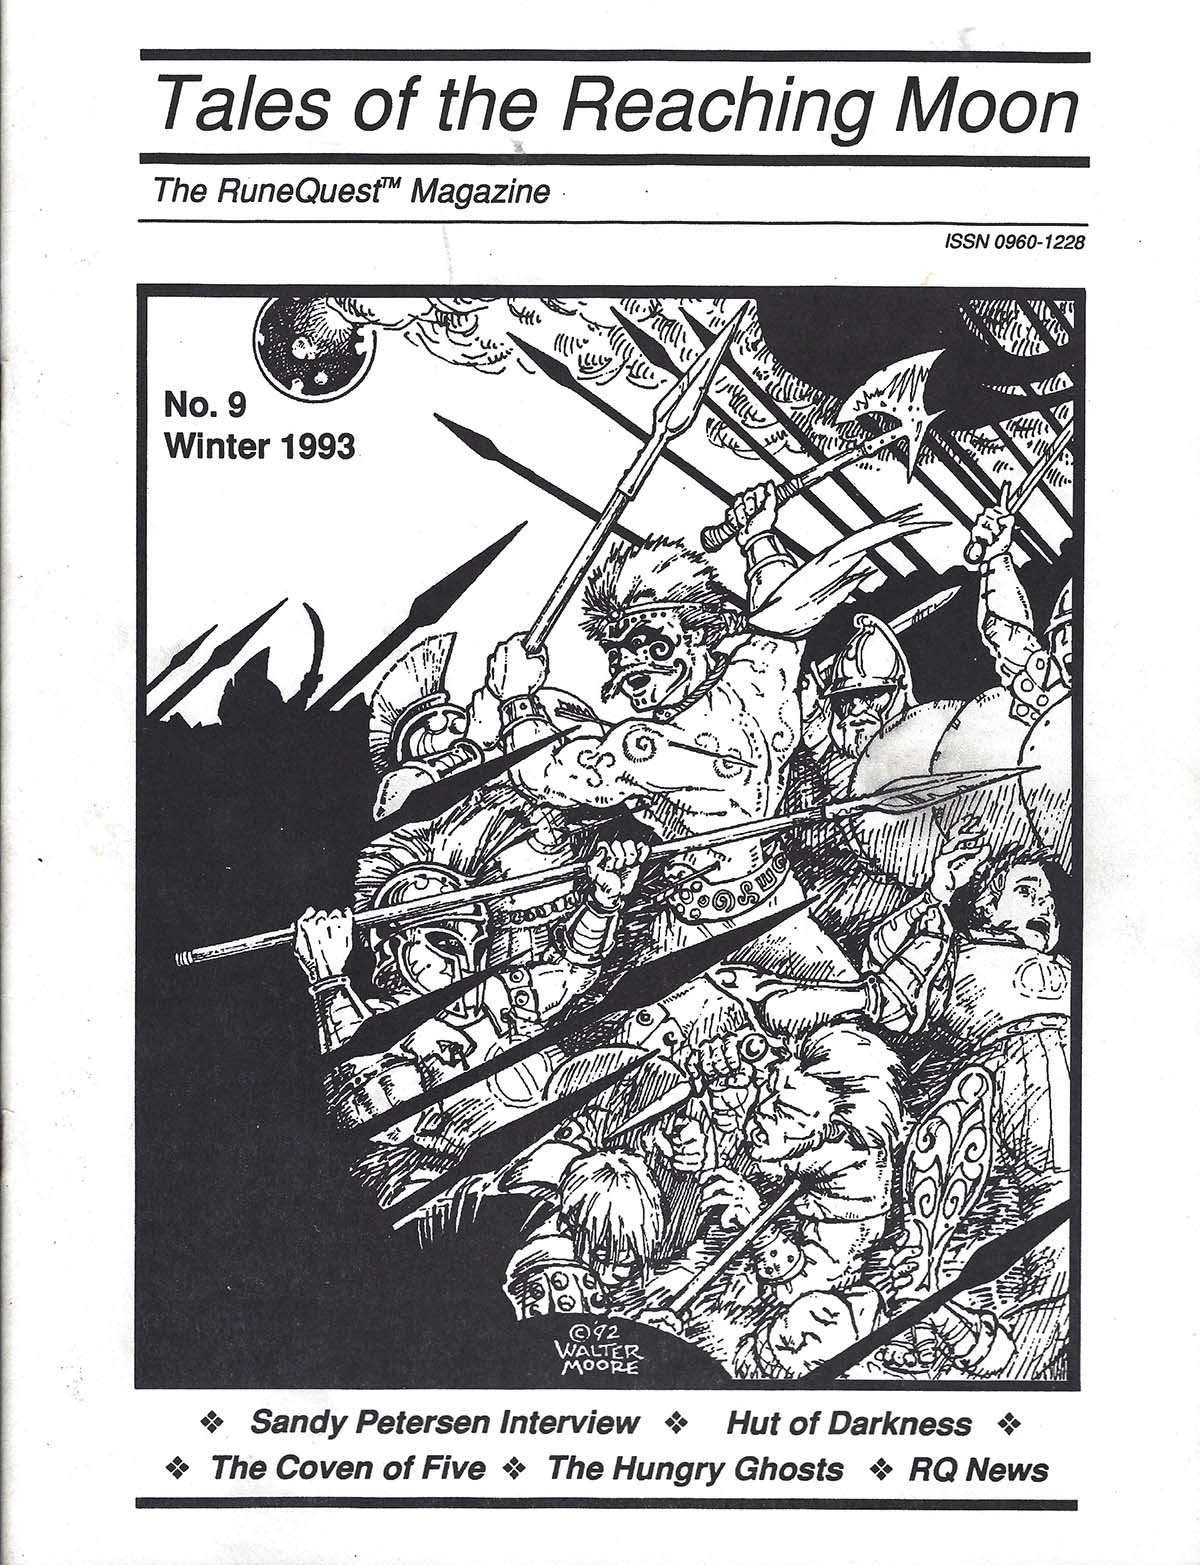 Tales of the Reaching Moon
The RuneQuest™ Magazine
ISSN 0960-1228
No. 9
Winter 1993
©'92
WALTER
MOORE
❖ Sandy Petersen Interview ❖ Hut of Darkness ❖
❖ The Coven of Five ❖ The Hungry Ghosts ❖ RQ News